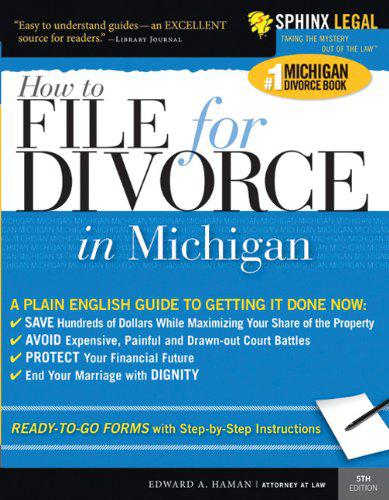 "Easy to understand guides—an EXCELLENT
source for readers." —LIBRARY JOURNAL
SPHINX LEGAL
TAKING THE MYSTERY
OUT OF THE LAW™
#1 MICHIGAN
DIVORCE BOOK
How to
FILE for
DIVORCE
in Michigan
A PLAIN ENGLISH GUIDE TO GETTING IT DONE NOW:
✓ SAVE Hundreds of Dollars While Maximizing Your Share of the Property
✓ AVOID Expensive, Painful and Drawn-out Court Battles
✓ PROTECT Your Financial Future
✓ End Your Marriage with DIGNITY
READY-TO-GO FORMS with Step-by-Step Instructions
EDWARD A. HAMAN | ATTORNEY AT LAW
5TH
EDITION